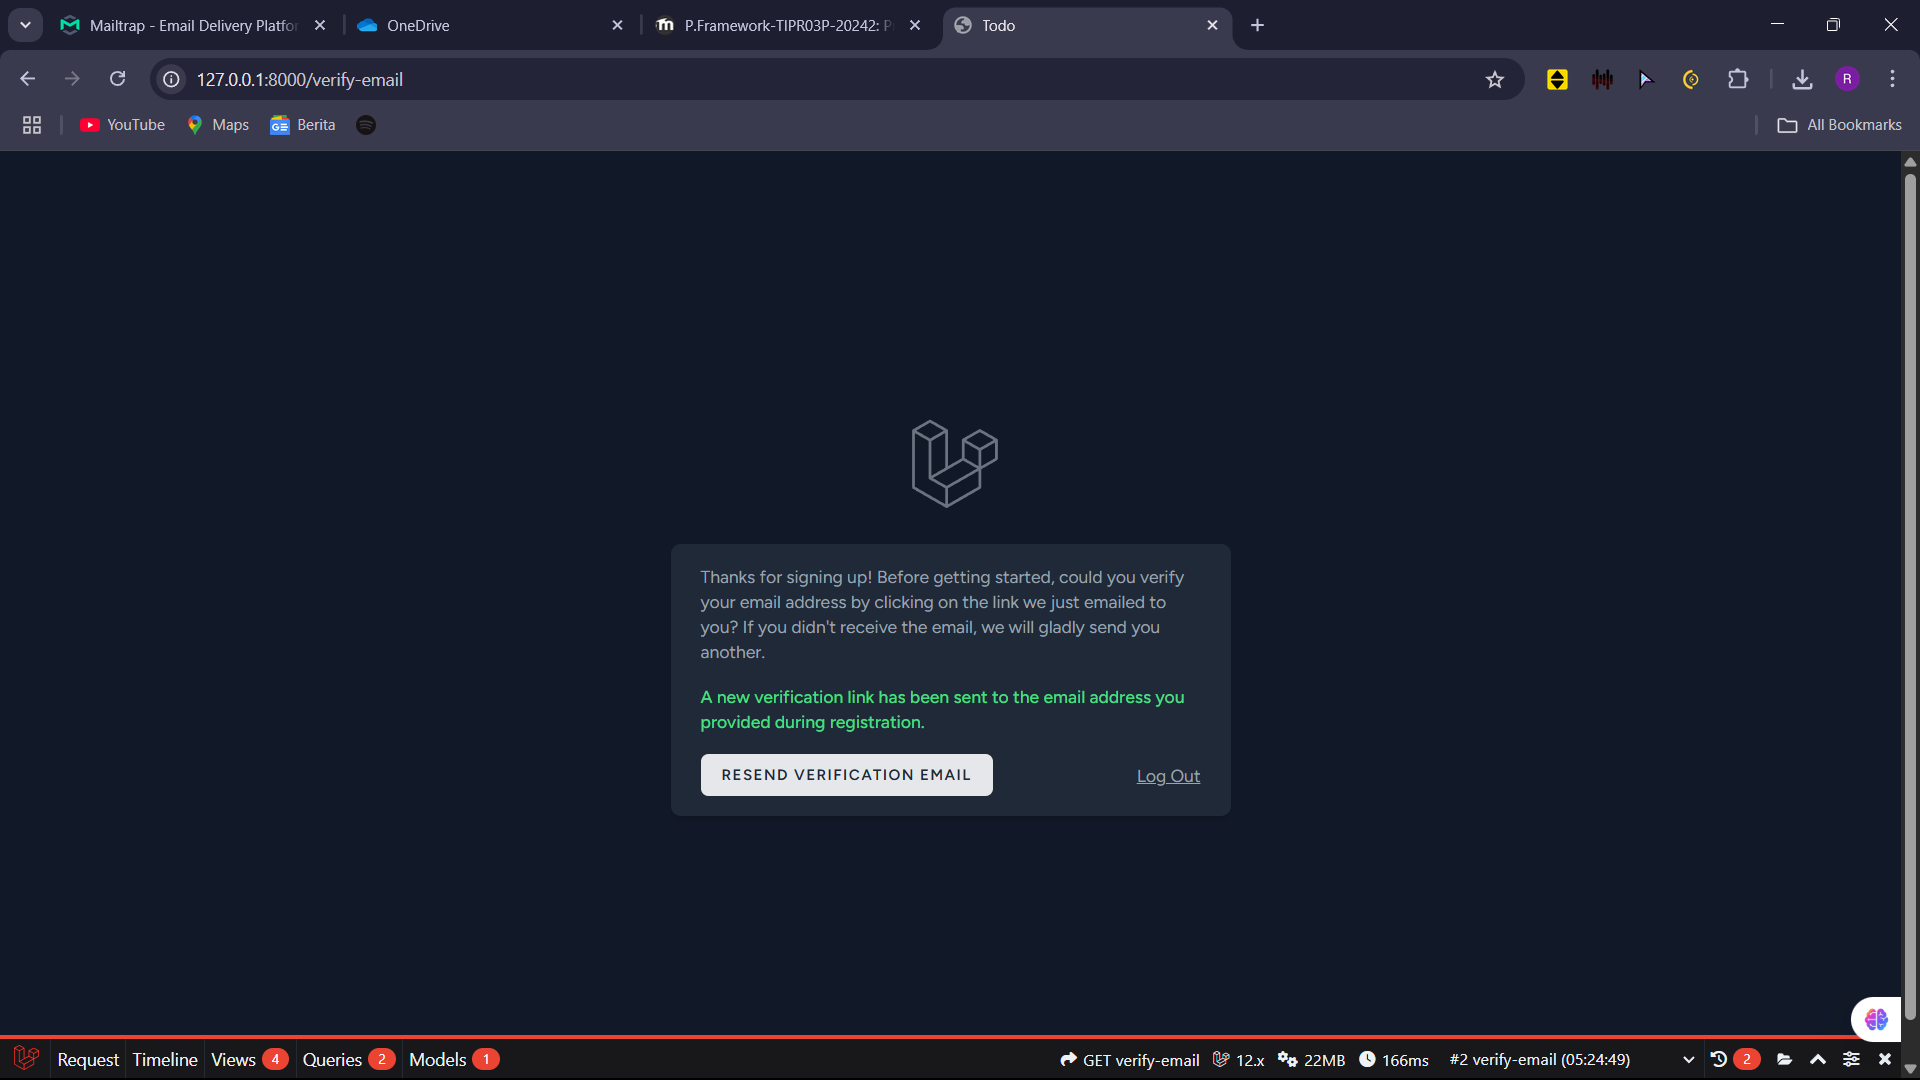 Mailtrap - Email Delivery Platfo
OneDrive
P.Framework-TIPR03P-20242: P
Todo
127.0.0.1:8000/verify-email
R
YouTube
Maps
Berita
All Bookmarks
Thanks for signing up! Before getting started, could you verify
your email address by clicking on the link we just emailed to
you? If you didn't receive the email, we will gladly send you
another.
A new verification link has been sent to the email address you
provided during registration.
RESEND VERIFICATION EMAIL
Log Out
Request Timeline Views 4 Queries 2 Models 1 GET verify-email 12.x 22MB 166ms #2 verify-email (05:24:49) 2